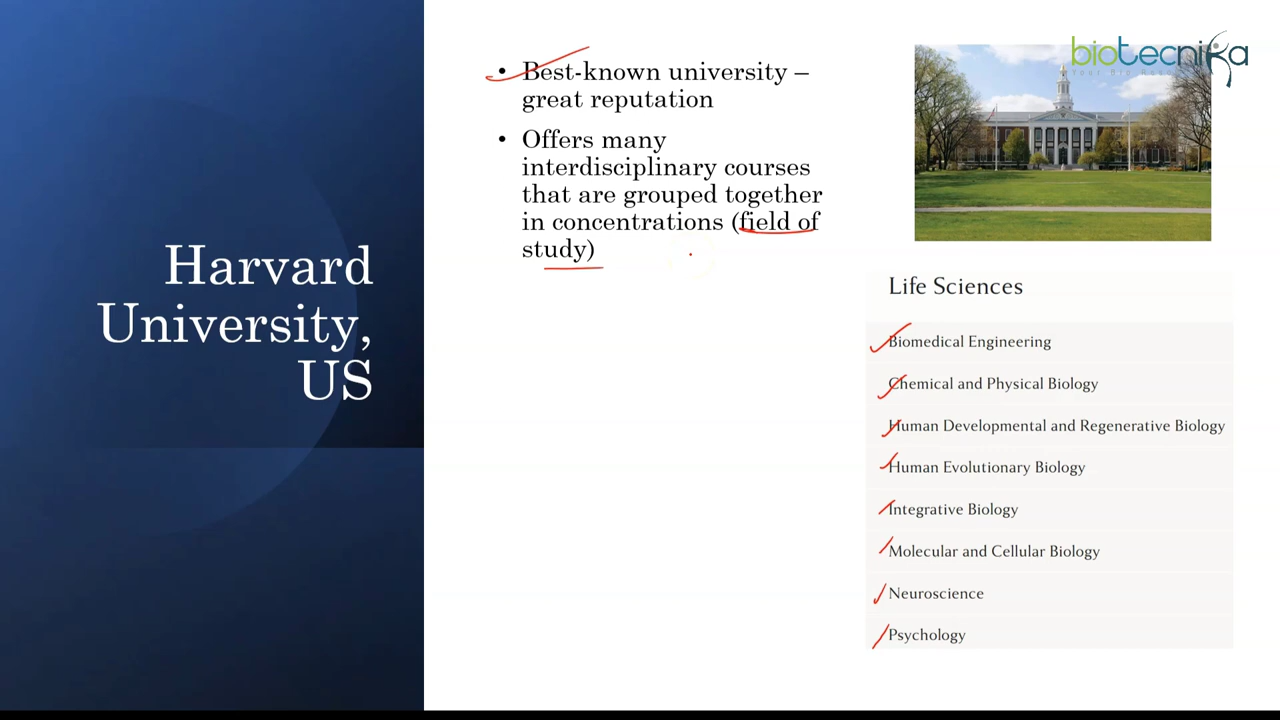 Harvard
University,
US
• Best-known university –
great reputation
• Offers many
interdisciplinary courses
that are grouped together
in concentrations (field of
study)
biotecnika
Life Sciences
Biomedical Engineering
Chemical and Physical Biology
Human Developmental and Regenerative Biology
Human Evolutionary Biology
Integrative Biology
Molecular and Cellular Biology
Neuroscience
Psychology